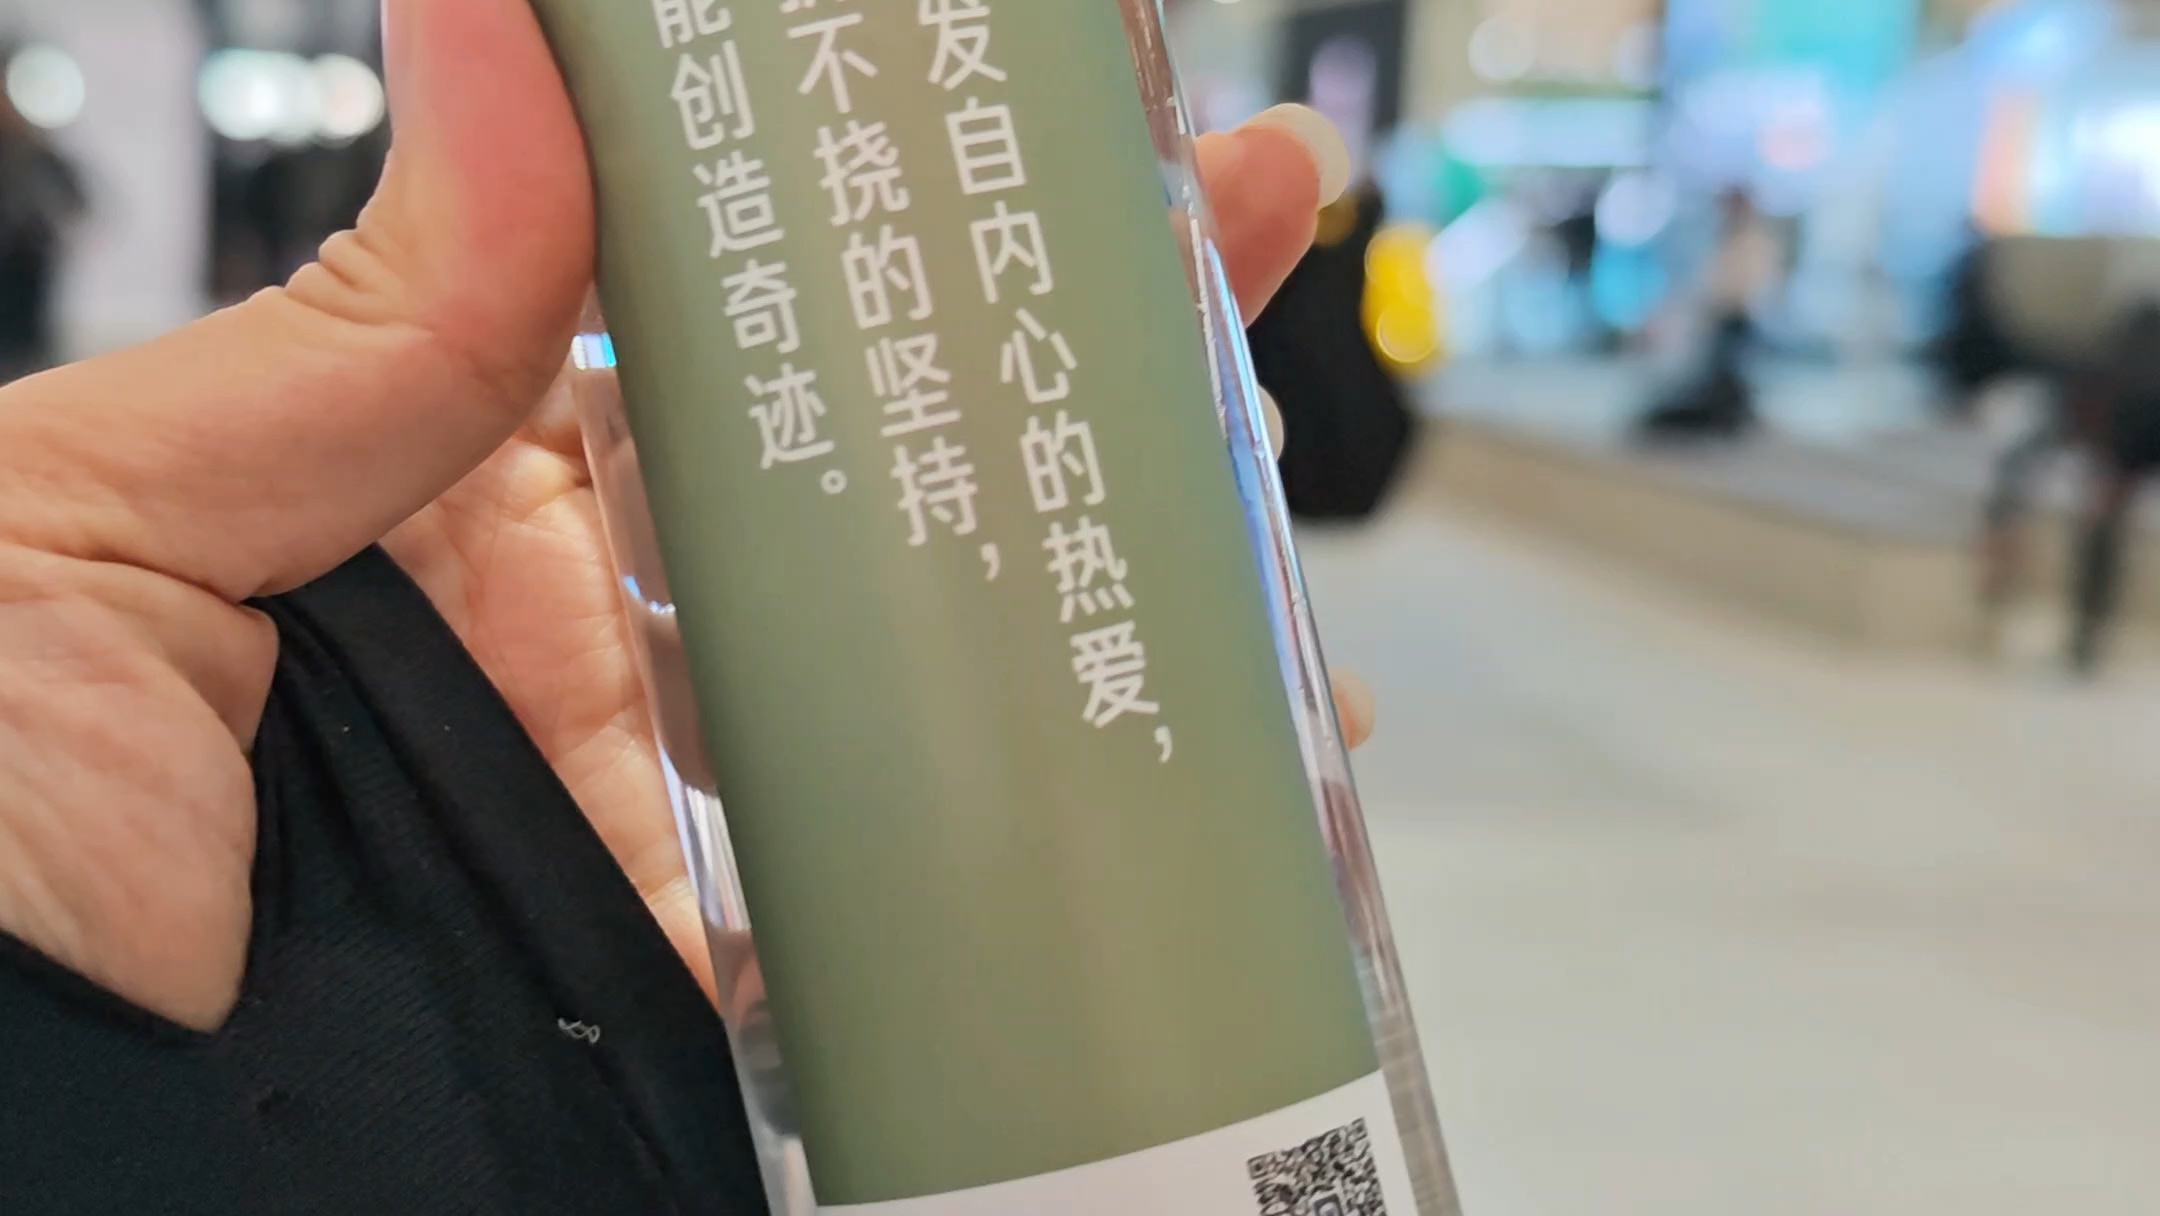 发自内心的热爱，
不挠的坚持，
能创造奇迹。